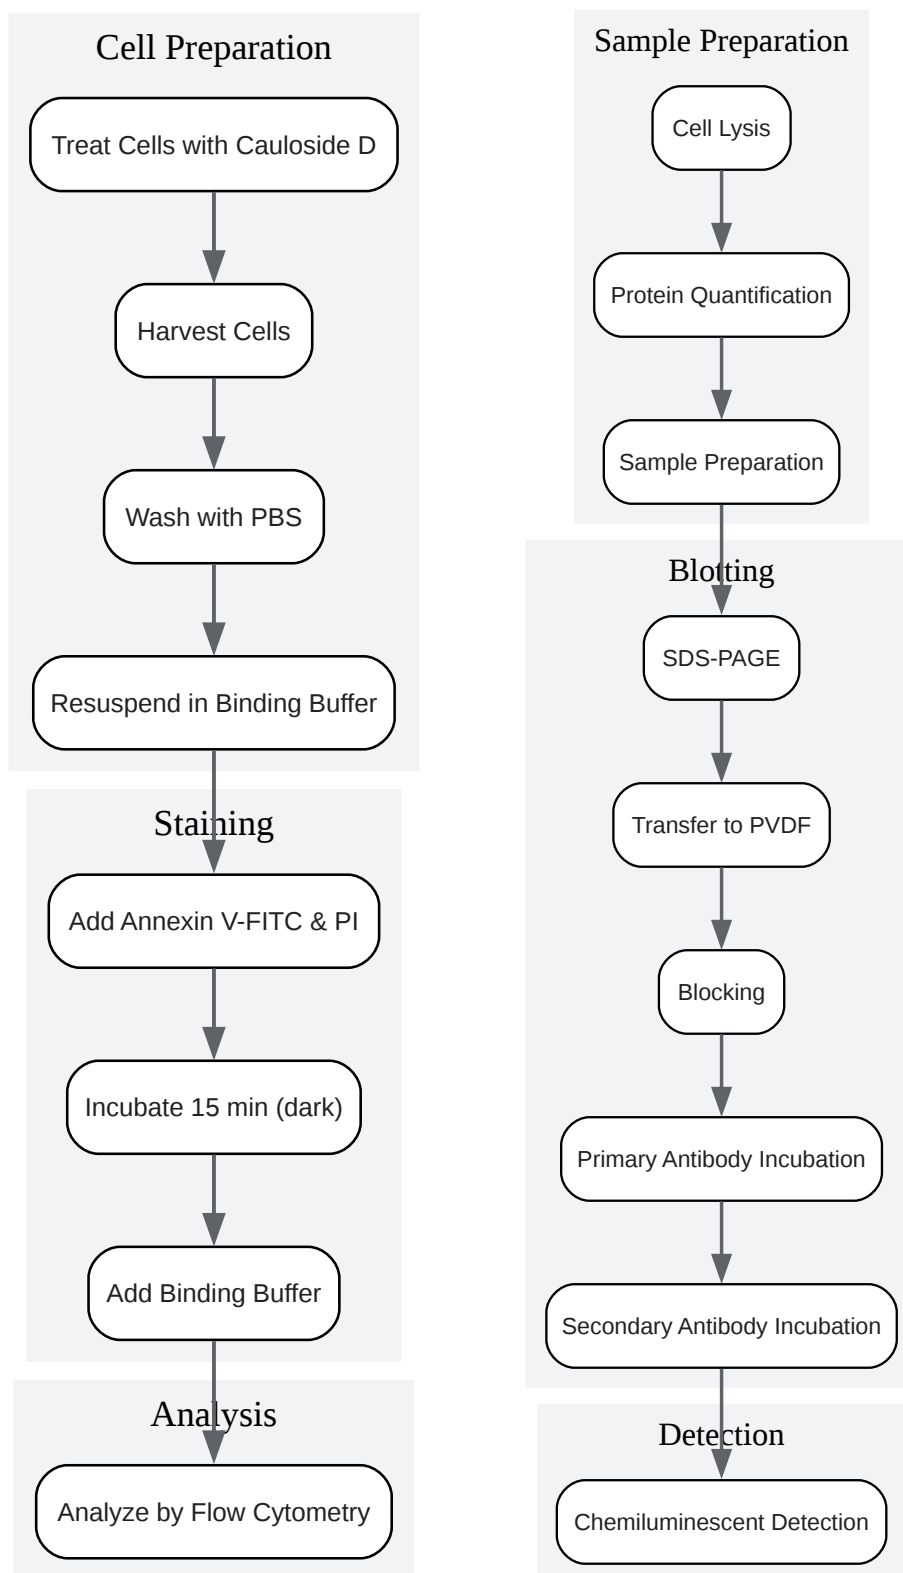 Cell Preparation
Treat Cells with Cauloside D
Harvest Cells
Wash with PBS
Resuspend in Binding Buffer
Staining
Add Annexin V-FITC & PI
Incubate 15 min (dark)
Add Binding Buffer
Analysis
Analyze by Flow Cytometry
Sample Preparation
Cell Lysis
Protein Quantification
Sample Preparation
Blotting
SDS-PAGE
Transfer to PVDF
Blocking
Primary Antibody Incubation
Secondary Antibody Incubation
Detection
Chemiluminescent Detection